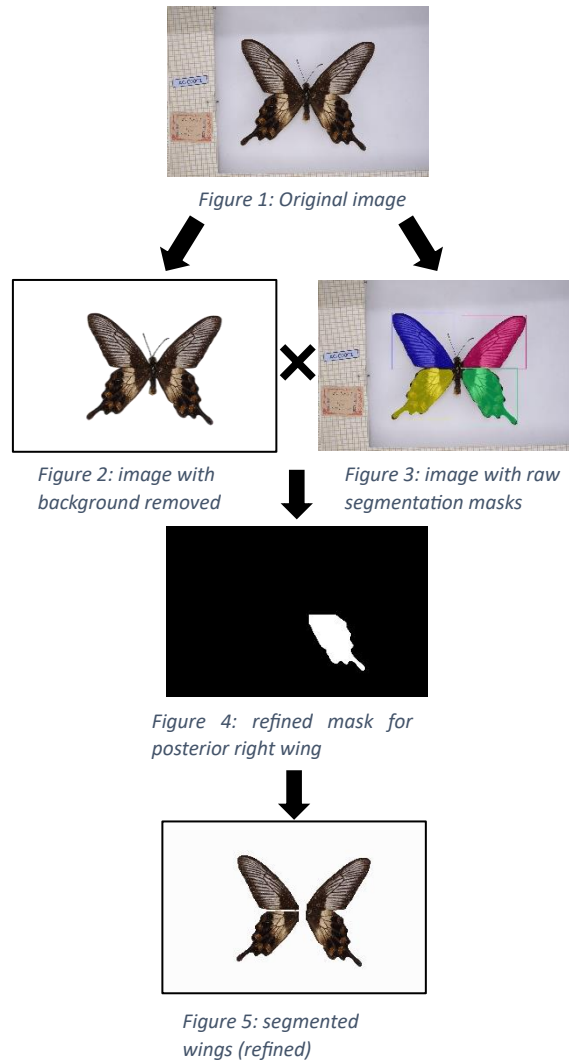 Figure 1: Original image
Figure 2: image with
background removed
Figure 3: image with raw
segmentation masks
Figure 4: refined mask for
posterior right wing
Figure 5: segmented
wings (refined)